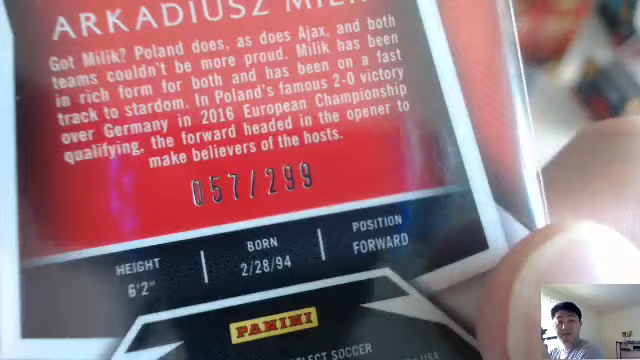 ARKADIUSZ MILIK
Got Milik? Poland does, as does Ajax, and both
teams couldn't be more proud. Milik has been
in rich form for both and has been on a fast
track to stardom. In Poland's famous 2-0 victory
over Germany in 2016 European Championship
qualifying, the forward headed in the opener to
make believers of the hosts.
057/299
HEIGHT
6'2"
BORN
2/28/94
POSITION
FORWARD
PANINI
LECT SOCCER
USA